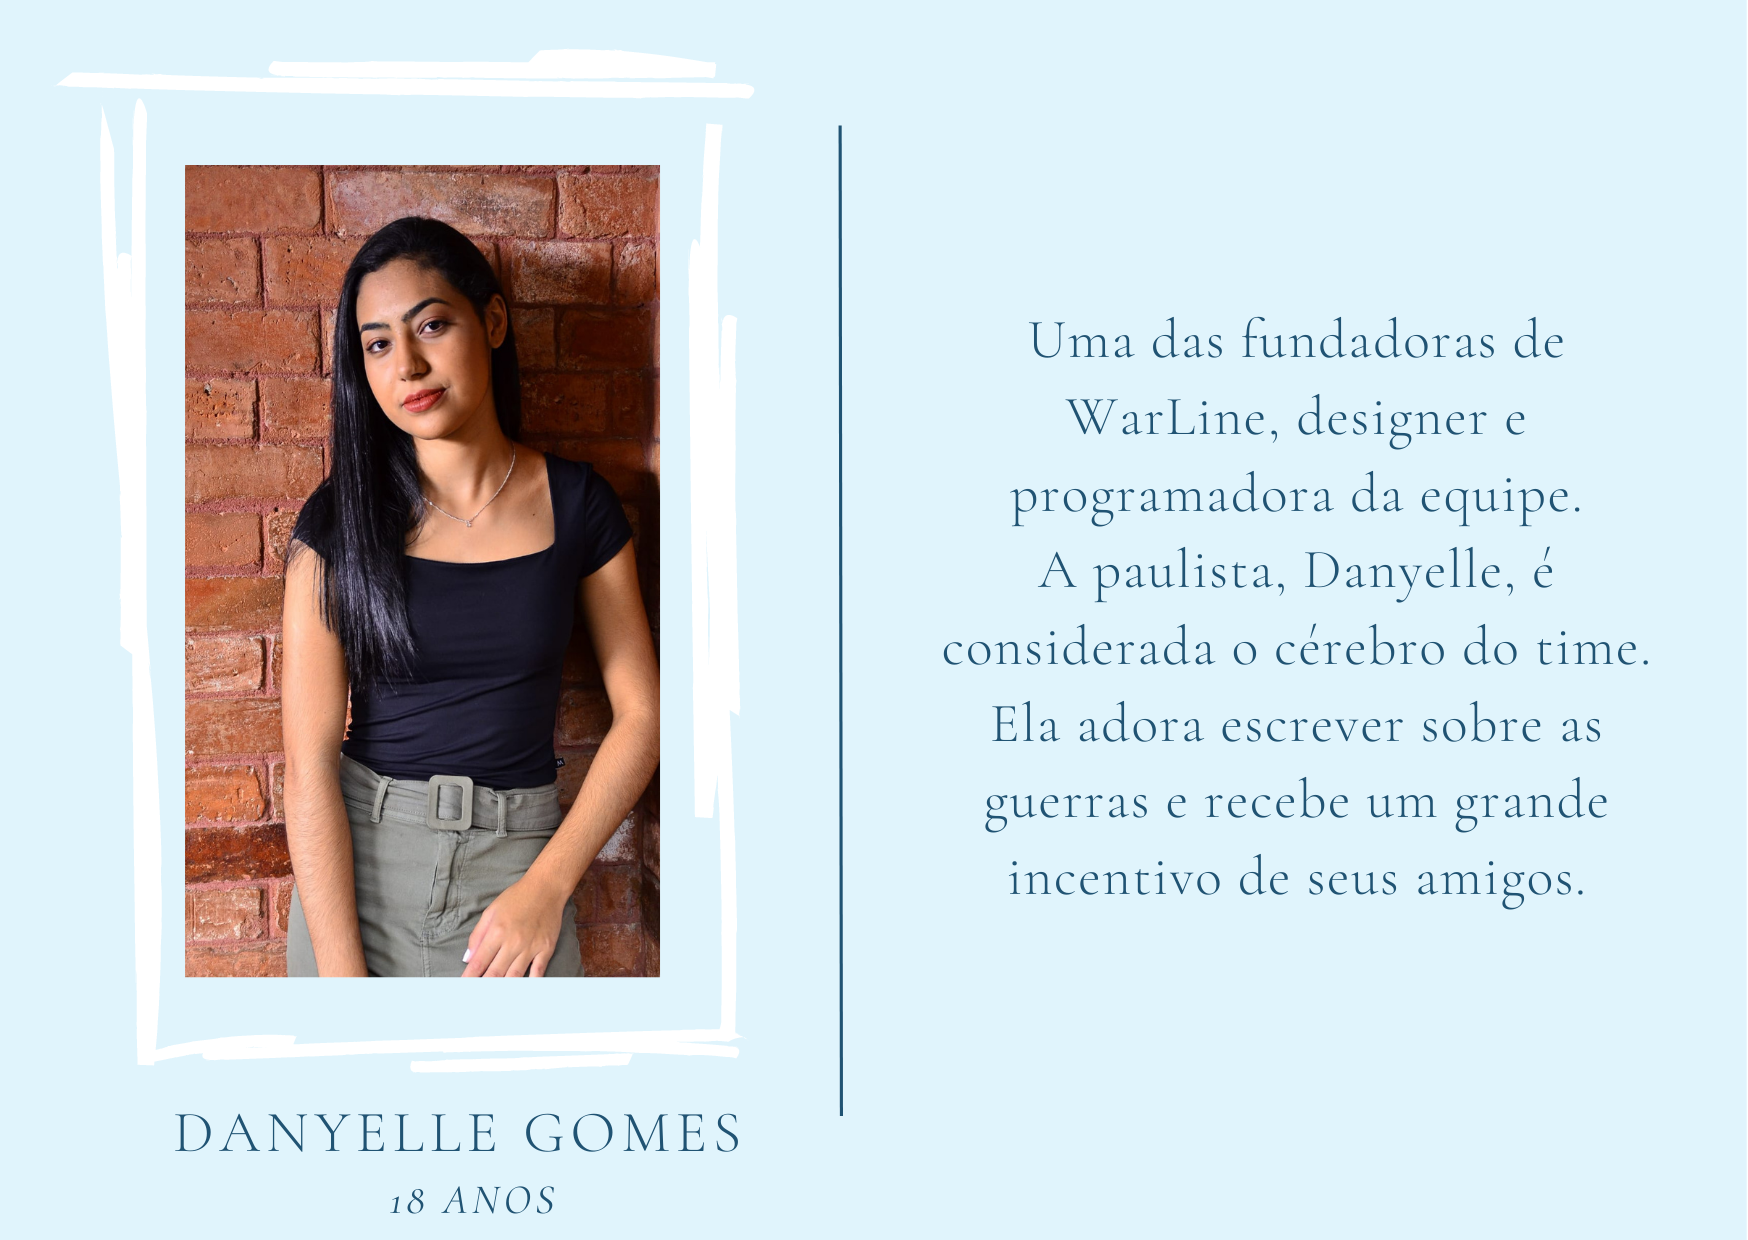 Uma das fundadoras de
WarLine, designer e
programadora da equipe.
A paulista, Danyelle, é
considerada o cérebro do time.
Ela adora escrever sobre as
guerras e recebe um grande
incentivo de seus amigos.
DANYELLE GOMES
18 ANOS